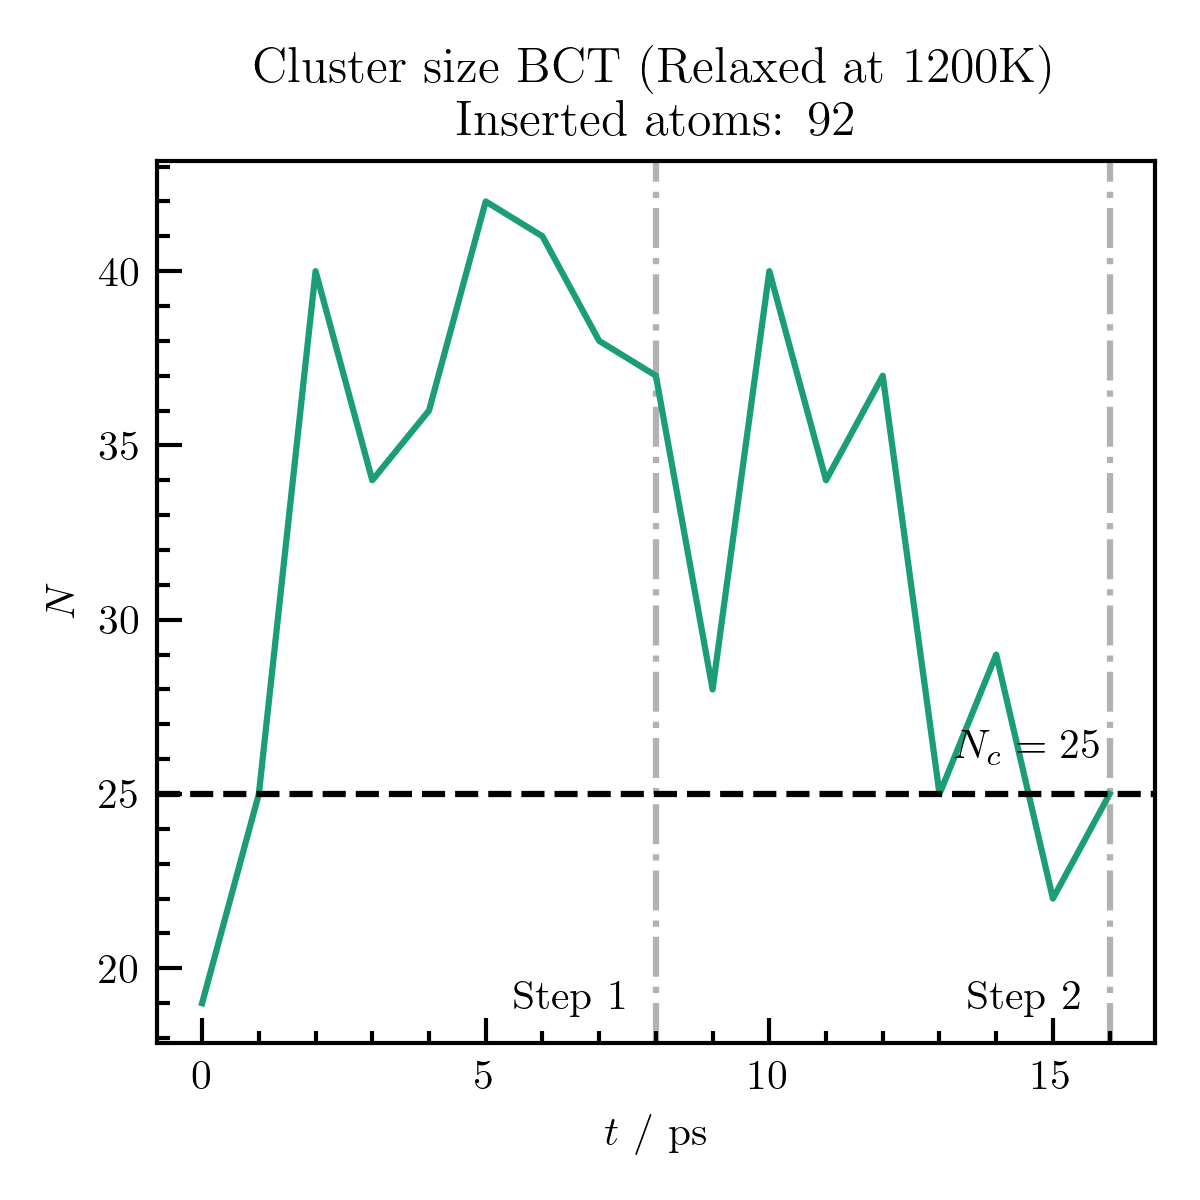 Cluster size BCT (Relaxed at 1200K)
Inserted atoms: 92
40
35
30
25
20
N
N_c = 25
Step 1
Step 2
0
5
10
15
t / ps